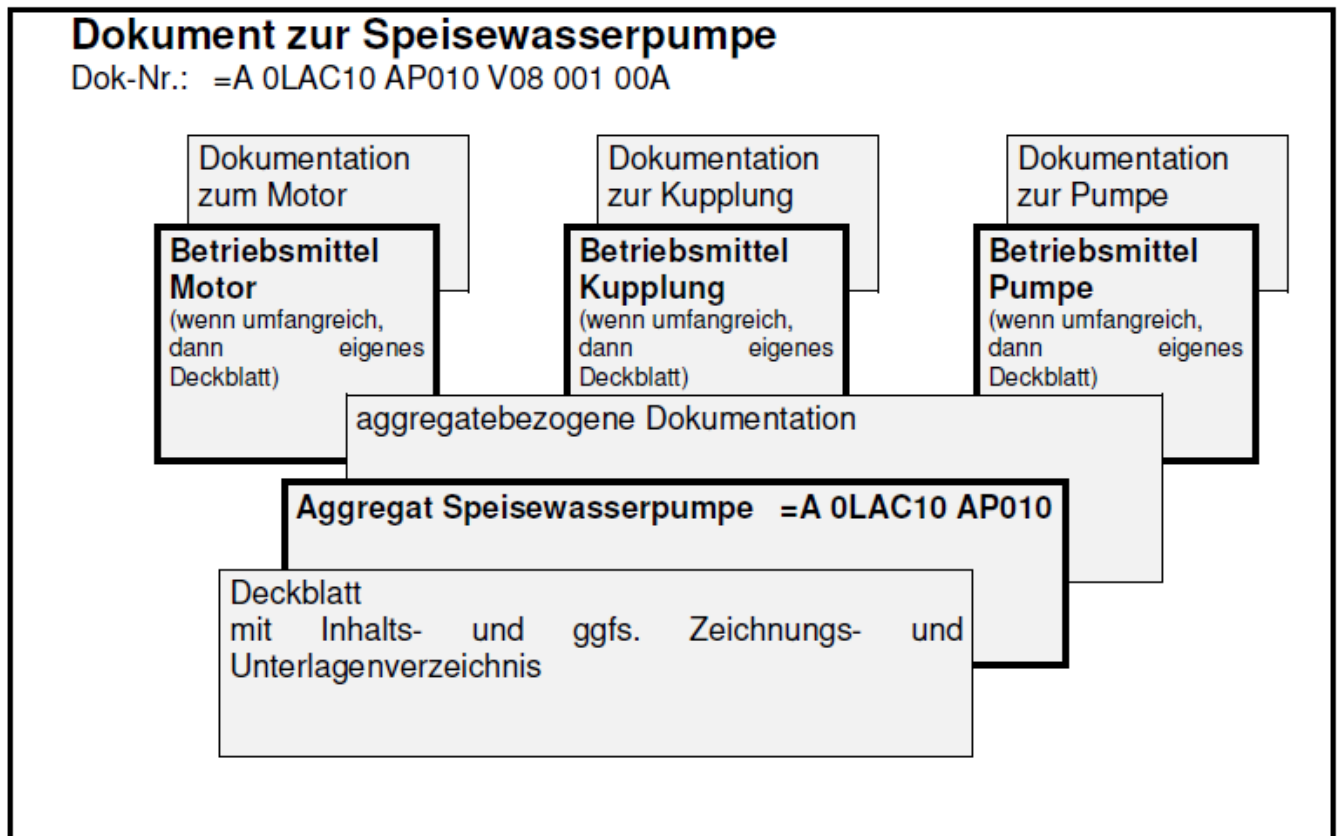 Dokument zur Speisewasserpumpe
Dok-Nr.: =A 0LAC10 AP010 V08 001 00A
Dokumentation
zum Motor
Dokumentation
zur Kupplung
Dokumentation
zur Pumpe
Betriebsmittel
Motor
(wenn umfangreich,
dann eigenes
Deckblatt)
Betriebsmittel
Kupplung
(wenn umfangreich,
dann eigenes
Deckblatt)
Betriebsmittel
Pumpe
(wenn umfangreich,
dann eigenes
Deckblatt)
aggregatebezogene Dokumentation
Aggregat Speisewasserpumpe =A 0LAC10 AP010
Deckblatt
mit Inhalts- und ggfs. Zeichnungs- und
Unterlagenverzeichnis